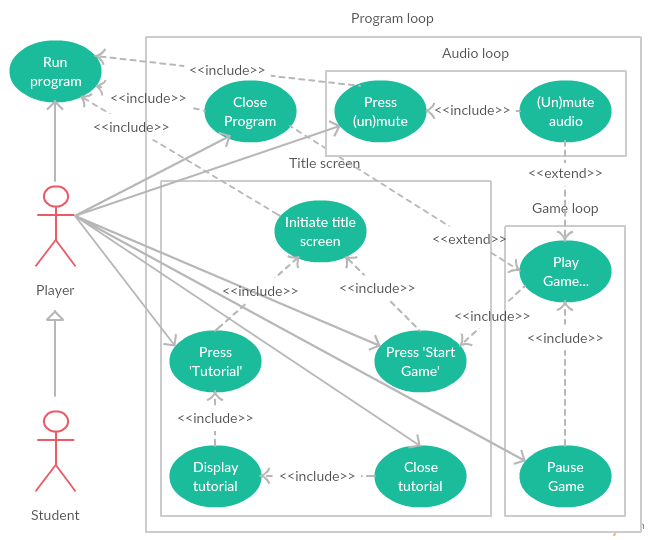 Program loop
Audio loop
Run
program
<<include>>
<<include>>
<<include>>
Close
Program
Press
(un)mute
<<include>>
(Un)mute
audio
Title screen
<<extend>>
Game loop
Initiate title
screen
<<extend>>
Play
Game...
Player
<<include>>
<<include>>
<<include>>
<<include>>
Press
'Tutorial'
Press 'Start
Game'
<<include>>
Display
tutorial
<<include>>
Close
tutorial
Pause
Game
Student